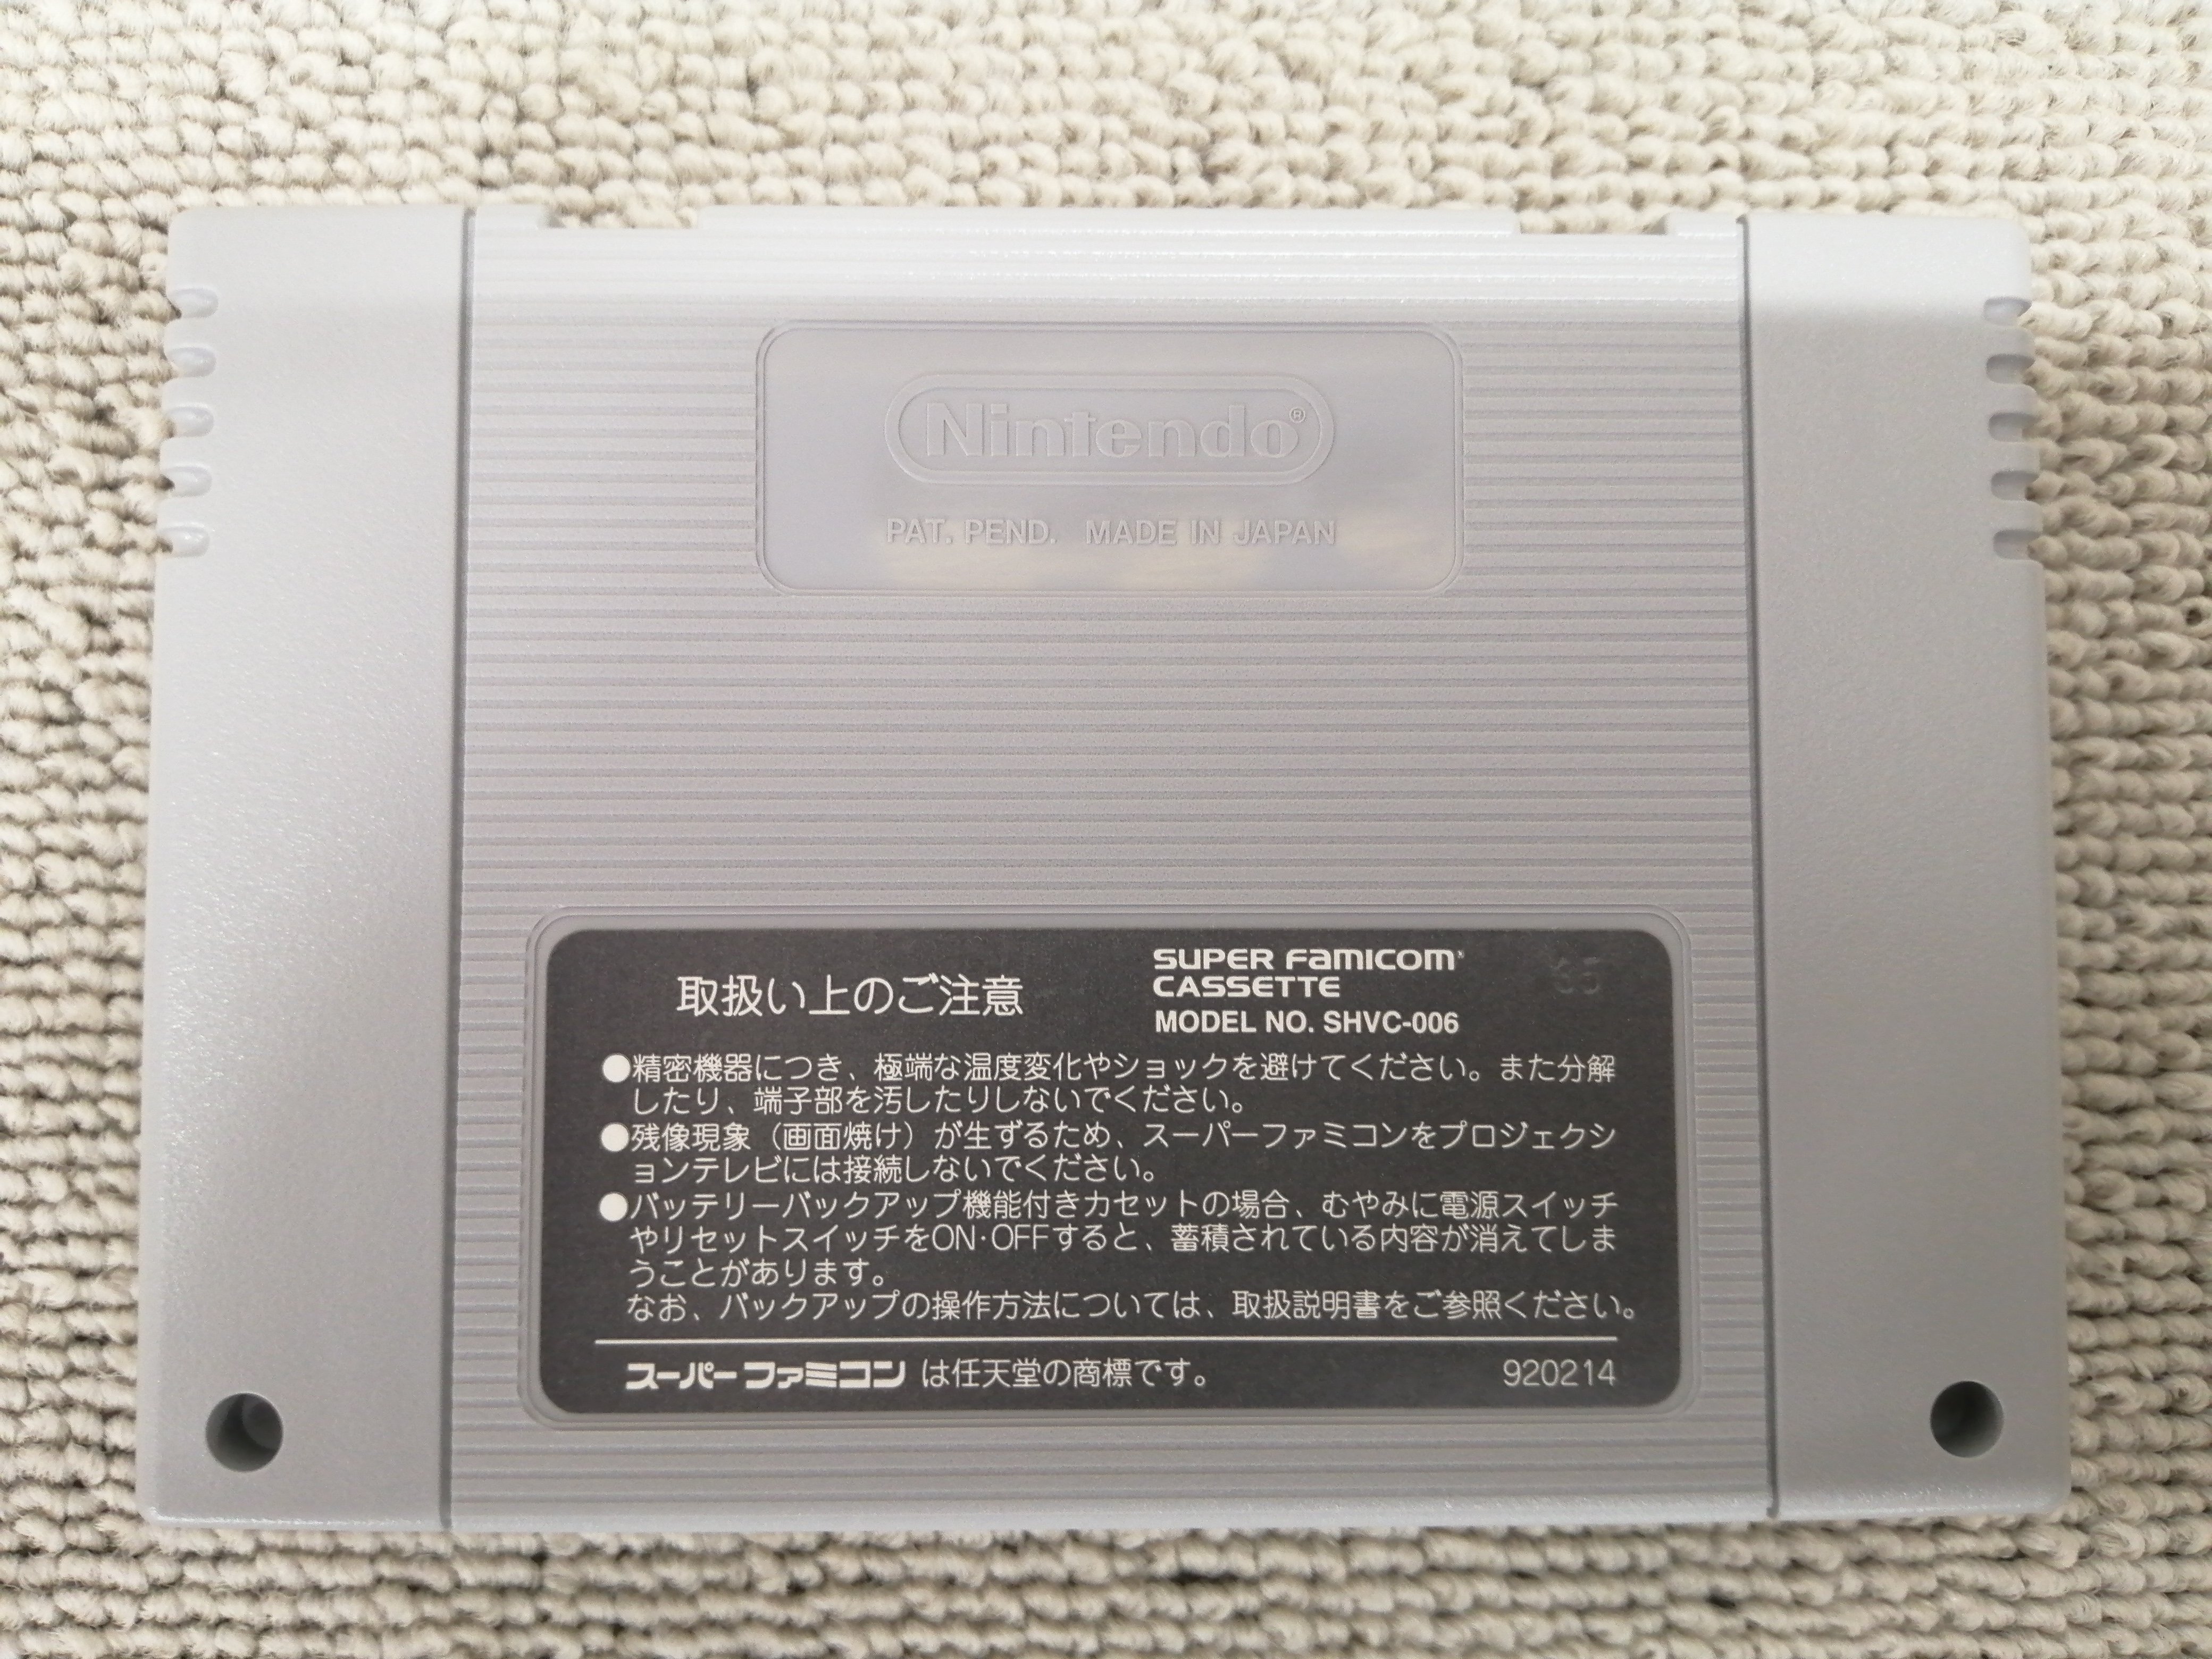 Nintendo®
PAT. PEND. MADE IN JAPAN
取扱い上のご注意
SUPER FAMICOM
CASSETTE
MODEL NO. SHVC-006
65
●精密機器につき、極端な温度変化やショックを避けてください。また分解
したり、端子部を汚したりしないでください。
●残像現象（画面焼け）が生ずるため、スーパーファミコンをプロジェクシ
ョンテレビには接続しないでください。
●バッテリーバックアップ機能付きカセットの場合、むやみに電源スイッチ
やリセットスイッチをON･OFFすると、蓄積されている内容が消えてしま
うことがあります。
なお、バックアップの操作方法については、取扱説明書をご参照ください。
スーパーファミコン は任天堂の商標です。 920214